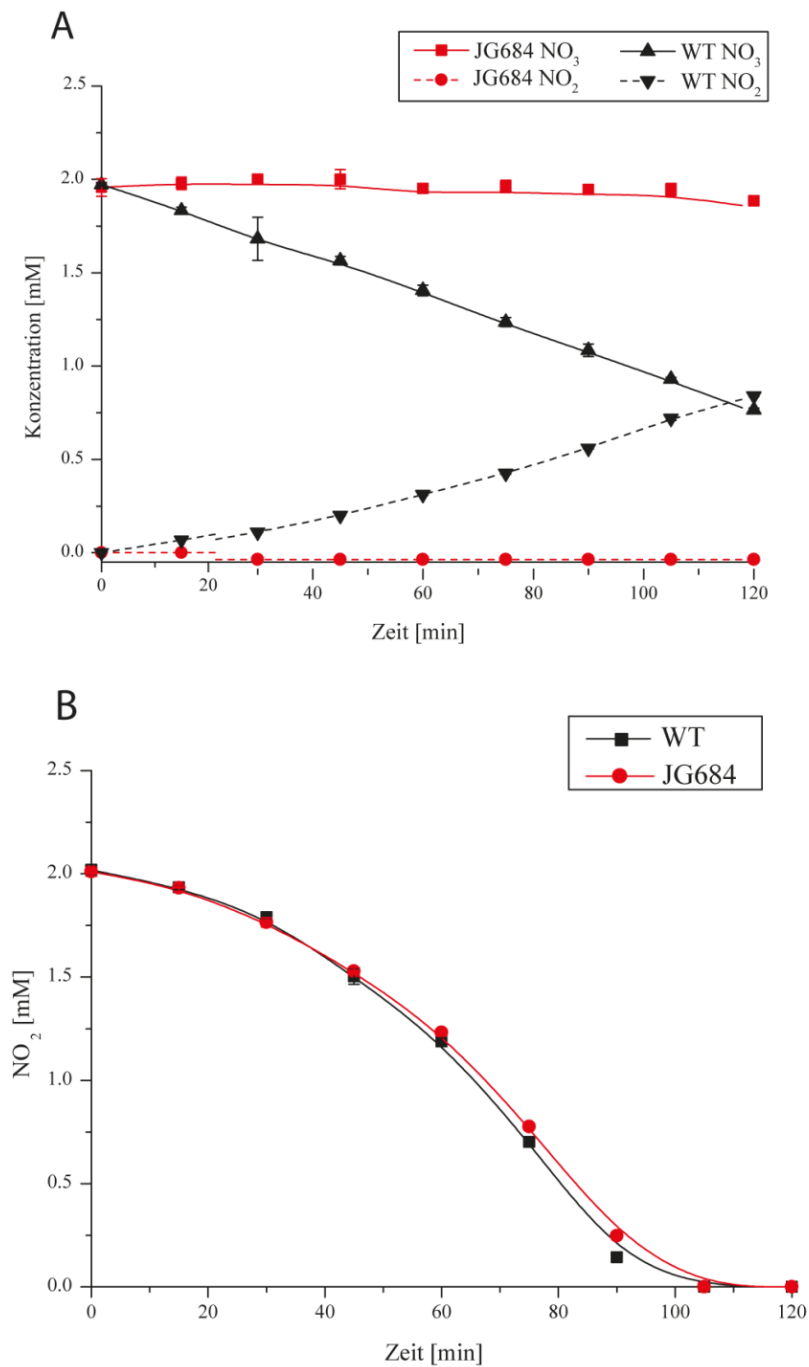 A
JG684 NO3 WT NO3
JG684 NO2 WT NO2
2.5
2.0
1.5
1.0
0.5
0.0
Konzentration [mM]
0 20 40 60 80 100 120
Zeit [min]
B
WT
JG684
2.5
2.0
1.5
1.0
0.5
0.0
NO2 [mM]
0 20 40 60 80 100 120
Zeit [min]